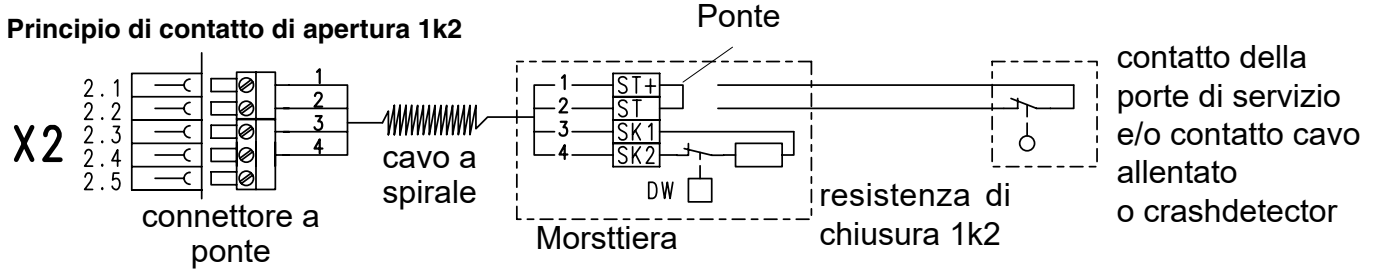 Principio di contatto di apertura 1k2
Ponte
X2
2.1
2.2
2.3
2.4
2.5
1
2
3
4
connettore a
ponte
cavo a
spirale
1 ST+
2 ST
3 SK1
4 SK2
DW
Morsttiera
resistenza di
chiusura 1k2
contatto della
porte di servizio
e/o contatto cavo
allentato
o crashdetector